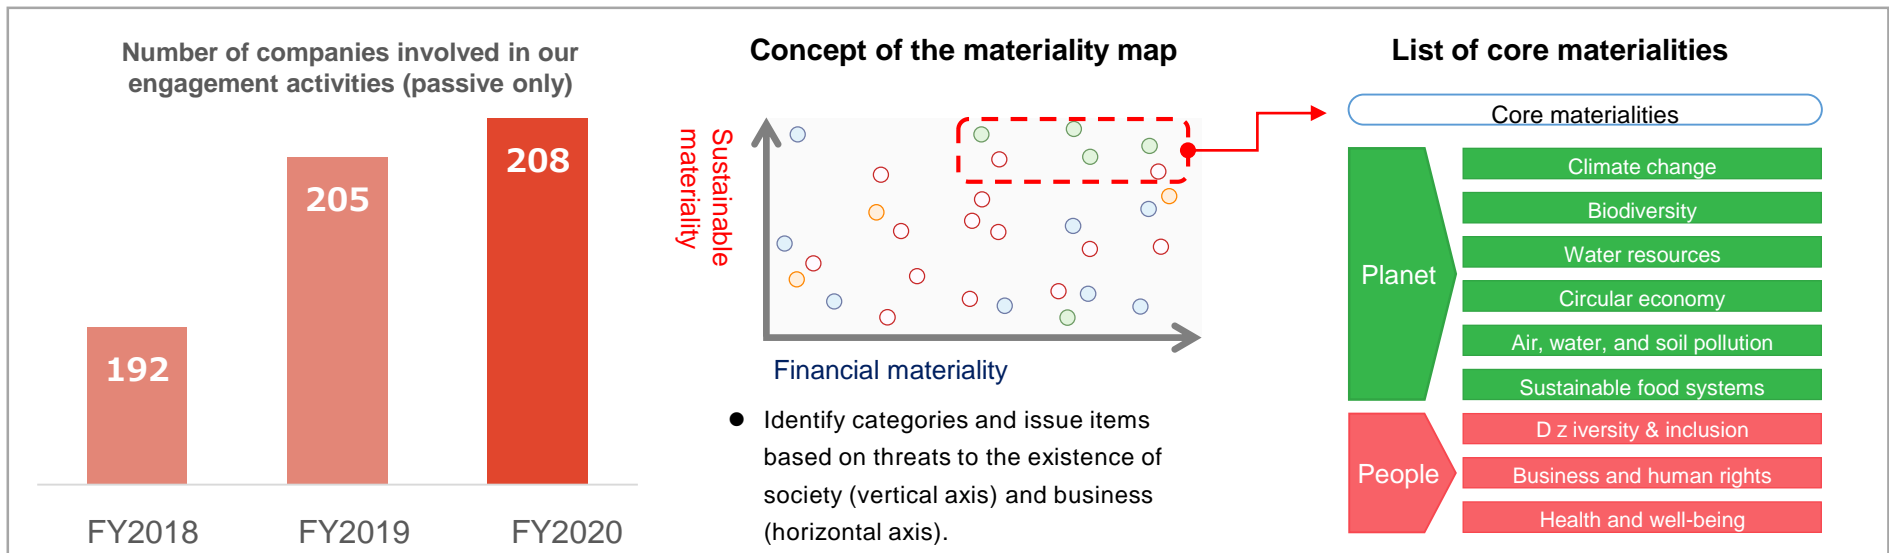 Number of companies involved in our
engagement activities (passive only)
192
205
208
FY2018
FY2019
FY2020
Concept of the materiality map
Sustainable
materiality
Financial materiality
● Identify categories and issue items
based on threats to the existence of
society (vertical axis) and business
(horizontal axis).
List of core materialities
Core materialities
Planet
Climate change
Biodiversity
Water resources
Circular economy
Air, water, and soil pollution
Sustainable food systems
People
D z iversity & inclusion
Business and human rights
Health and well-being